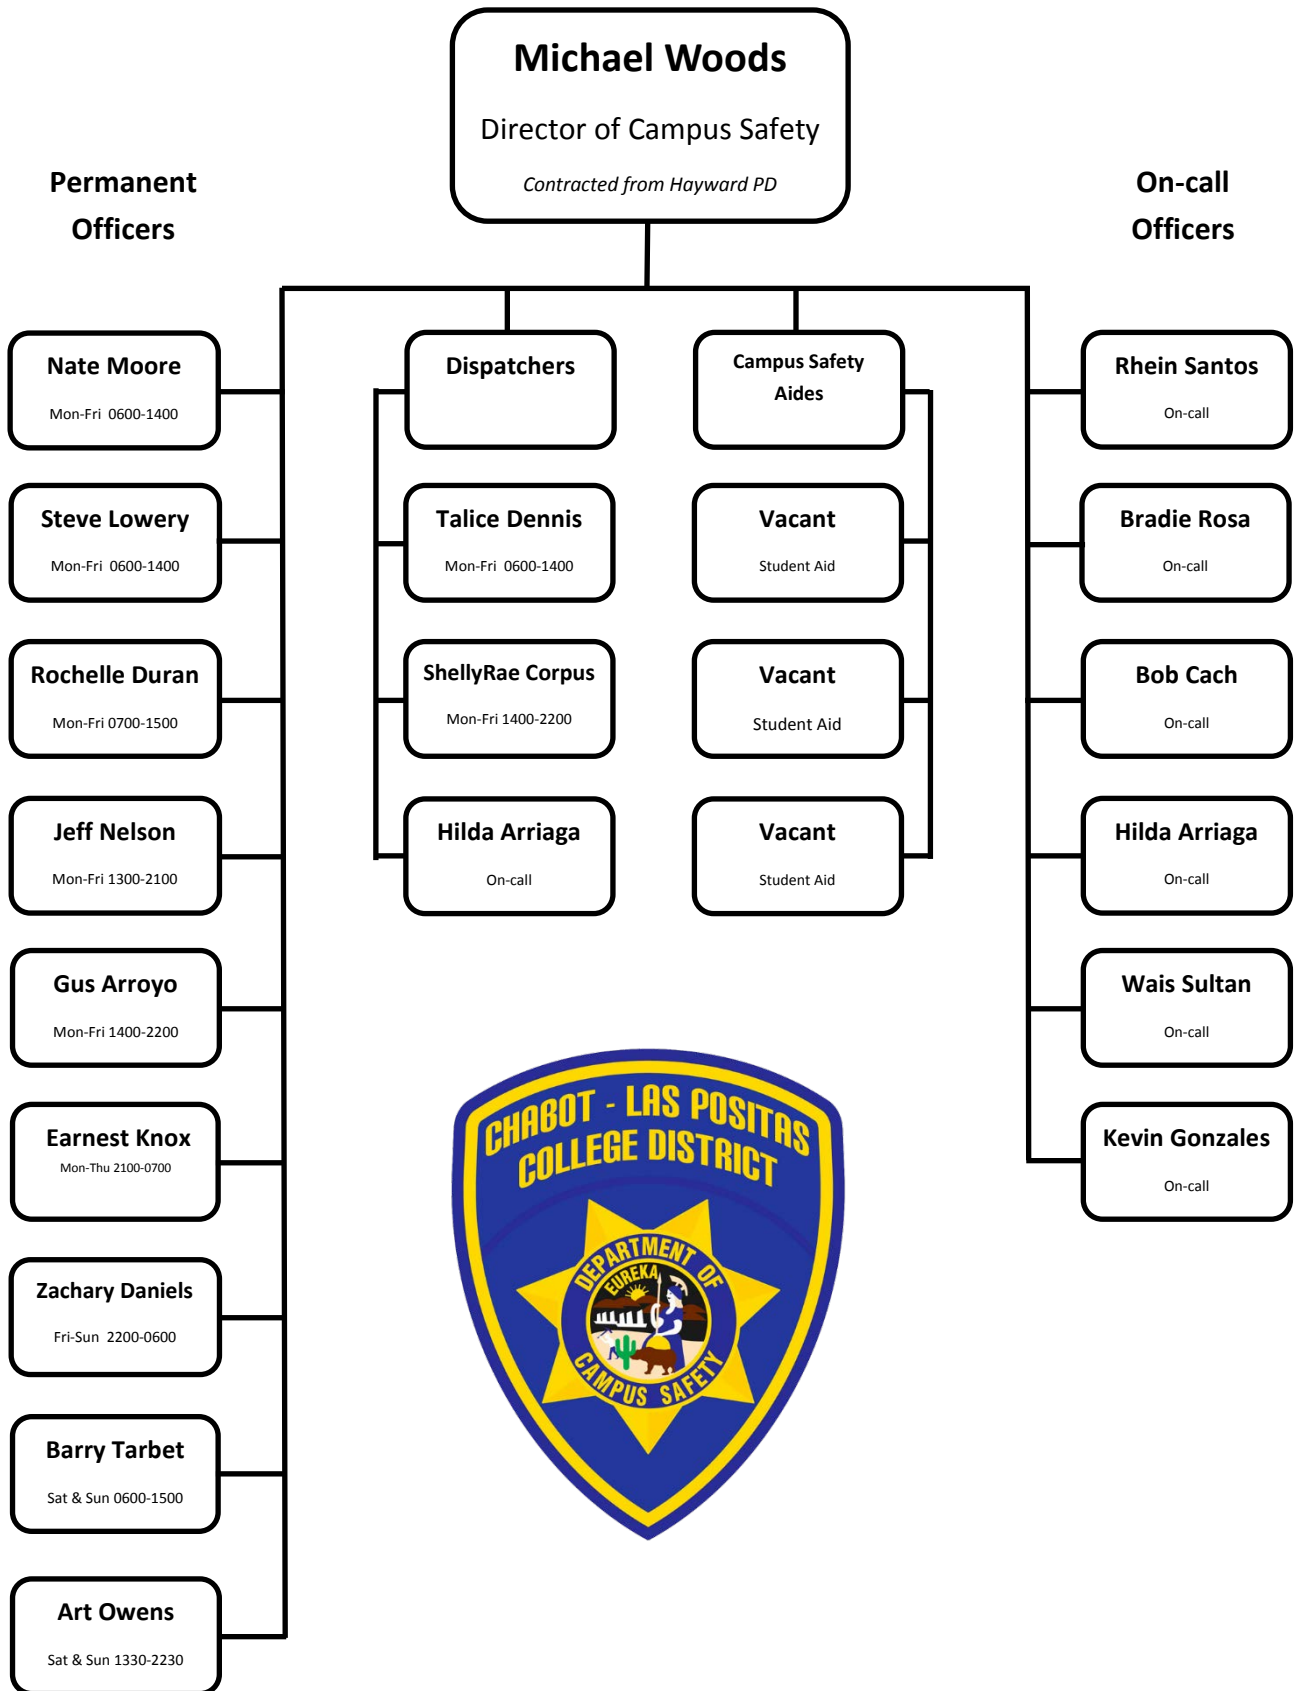 Michael Woods
Director of Campus Safety
Contracted from Hayward PD
Permanent
Officers
Nate Moore
Mon-Fri 0600-1400
Steve Lowery
Mon-Fri 0600-1400
Rochelle Duran
Mon-Fri 0700-1500
Jeff Nelson
Mon-Fri 1300-2100
Gus Arroyo
Mon-Fri 1400-2200
Earnest Knox
Mon-Thu 2100-0700
Zachary Daniels
Fri-Sun 2200-0600
Barry Tarbet
Sat & Sun 0600-1500
Art Owens
Sat & Sun 1330-2230
Dispatchers
Talice Dennis
Mon-Fri 0600-1400
ShellyRae Corpus
Mon-Fri 1400-2200
Hilda Arriaga
On-call
Campus Safety
Aides
Vacant
Student Aid
Vacant
Student Aid
Vacant
Student Aid
On-call
Officers
Rhein Santos
On-call
Bradie Rosa
On-call
Bob Cach
On-call
Hilda Arriaga
On-call
Wais Sultan
On-call
Kevin Gonzales
On-call
CHABOT - LAS POSITAS
COLLEGE DISTRICT
DEPARTMENT OF
EUREKA
CAMPUS SAFETY